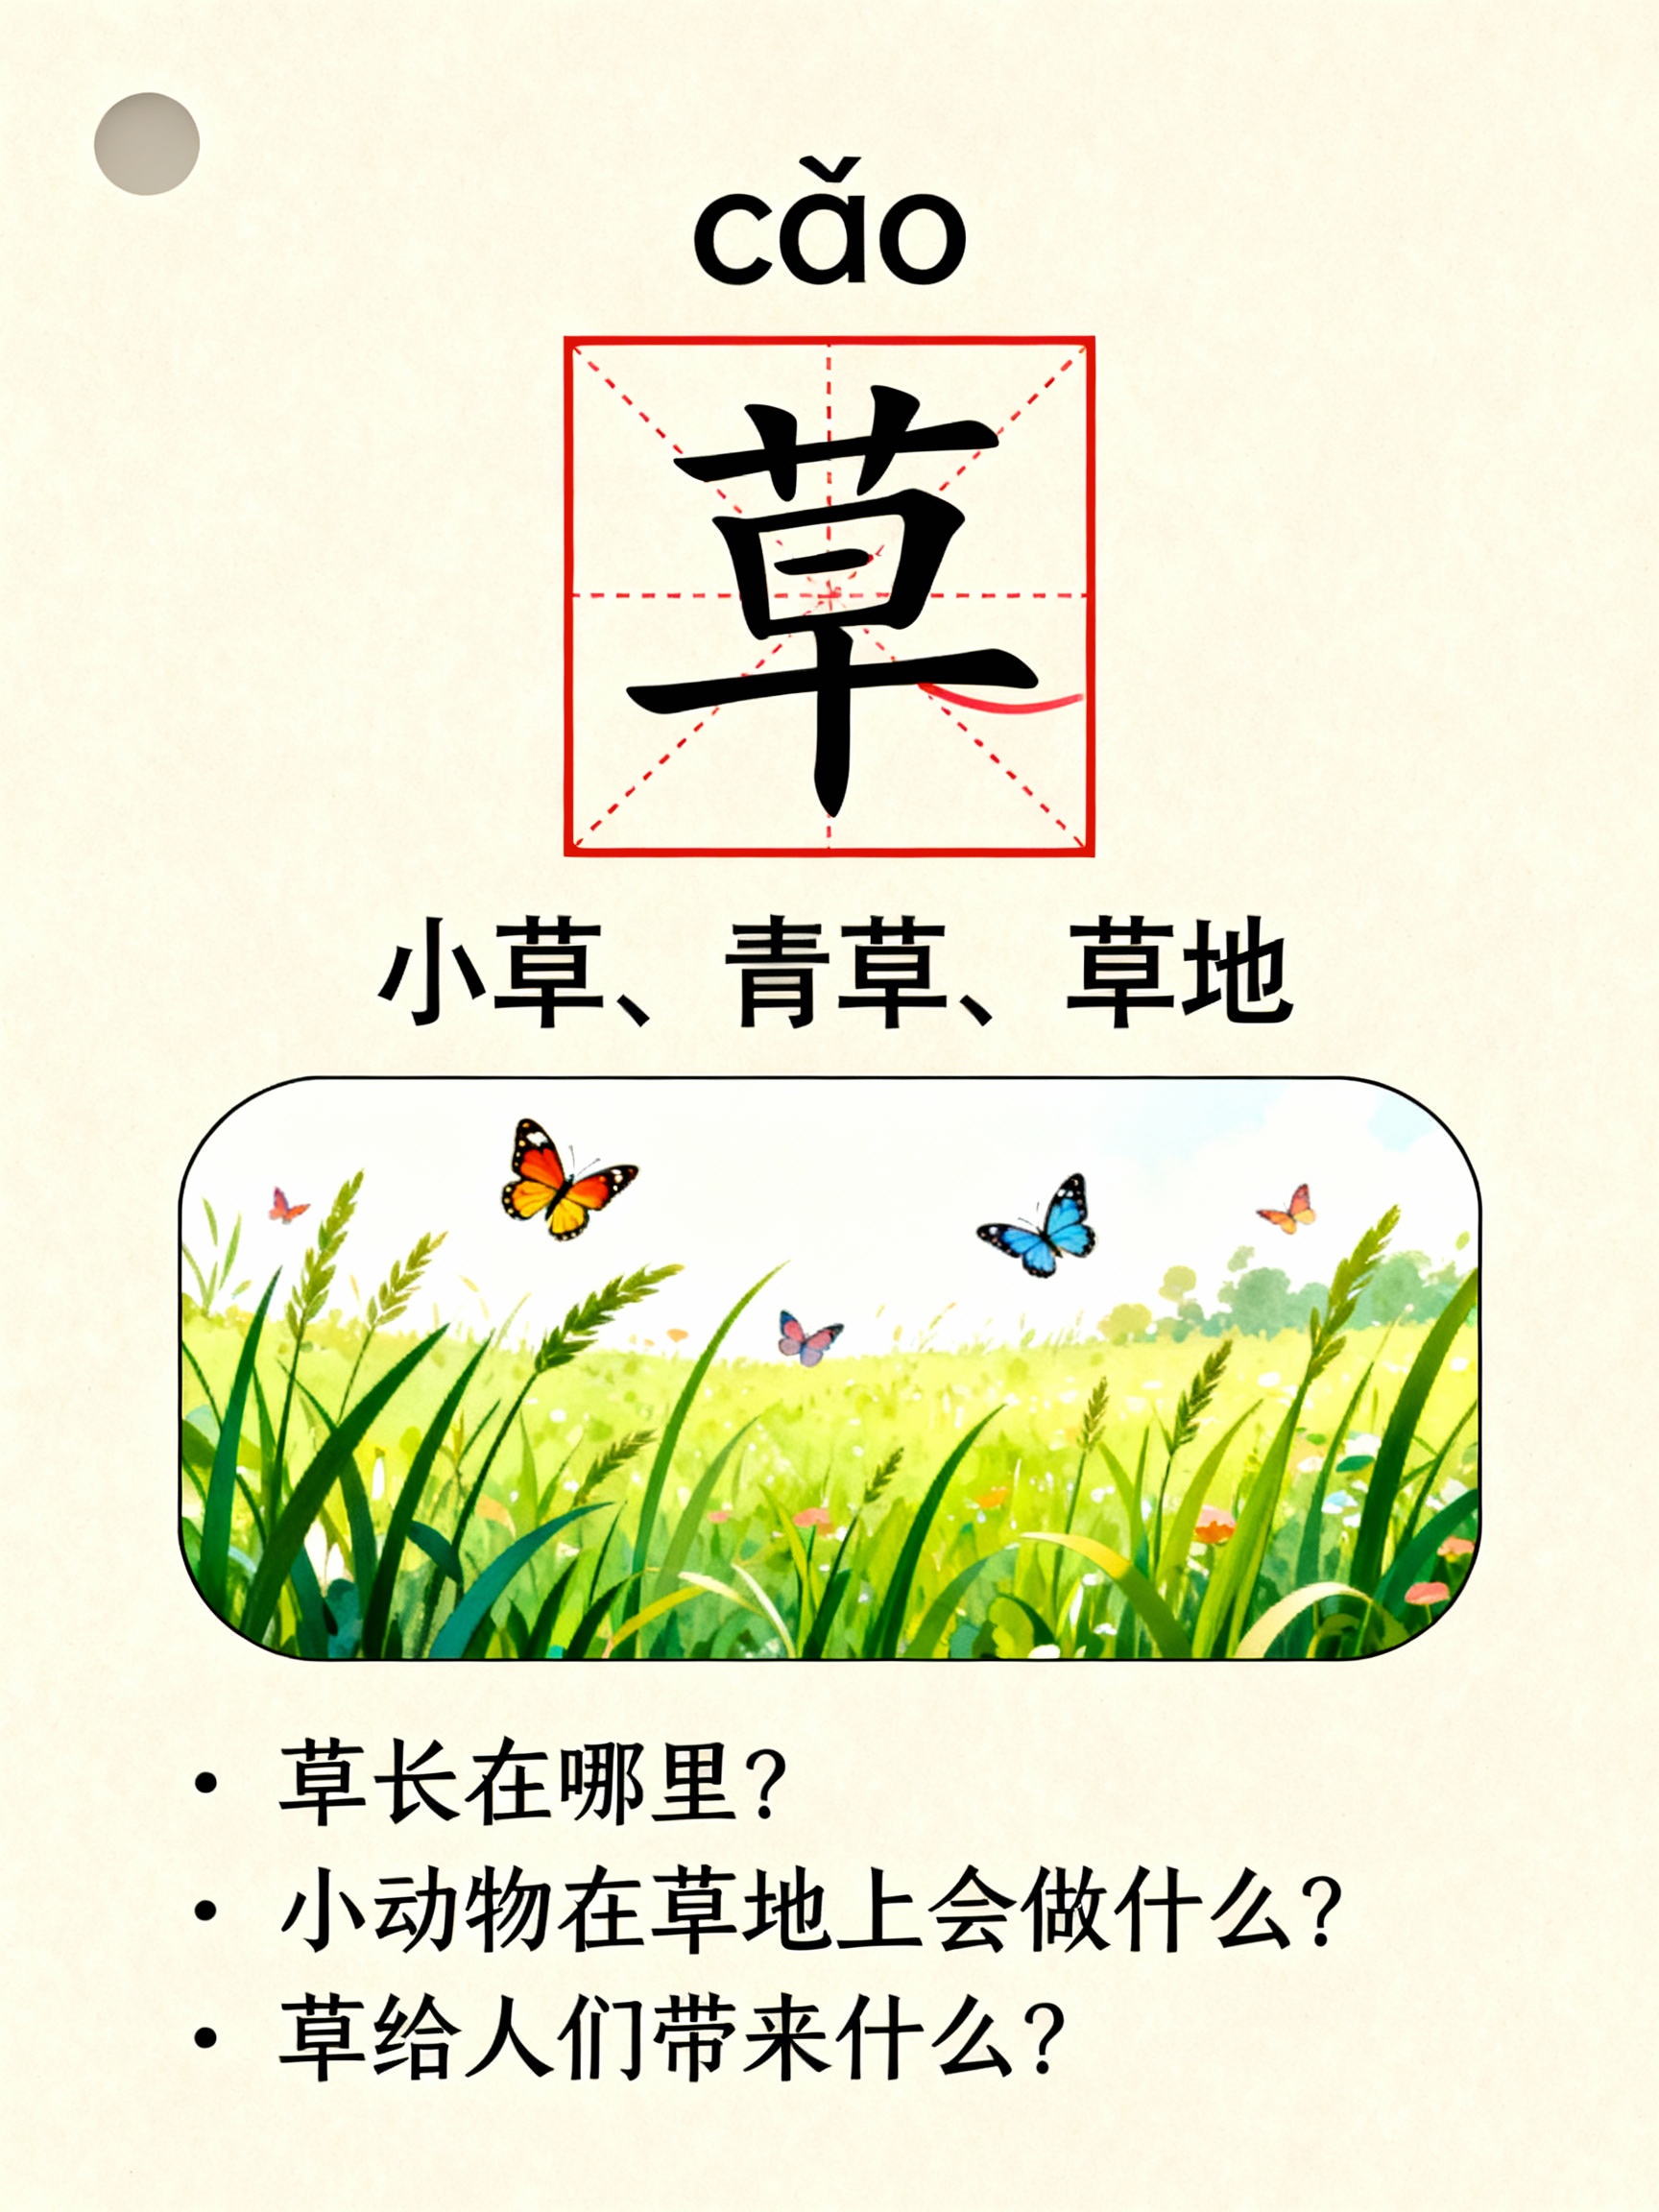 cǎo
草
小草、青草、草地
• 草长在哪里？
• 小动物在草地上会做什么？
• 草给人们带来什么？